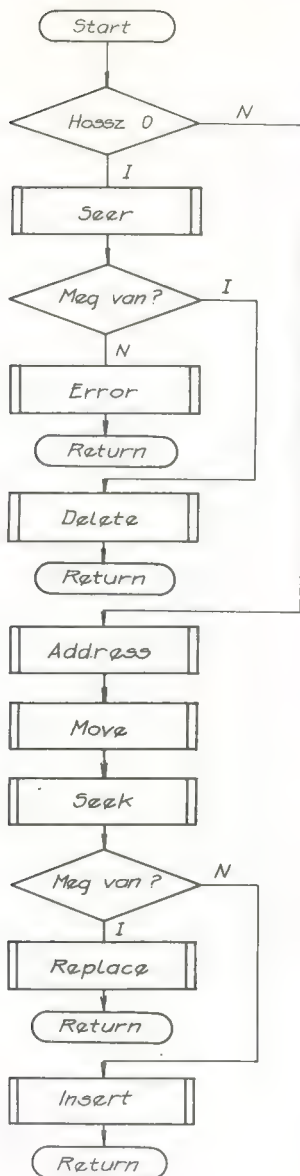 Start
Hossz 0
N
I
Seer
Meg van?
I
N
Error
Return
Delete
Return
Address
Move
Seek
Meg van?
N
I
Replace
Return
Insert
Return